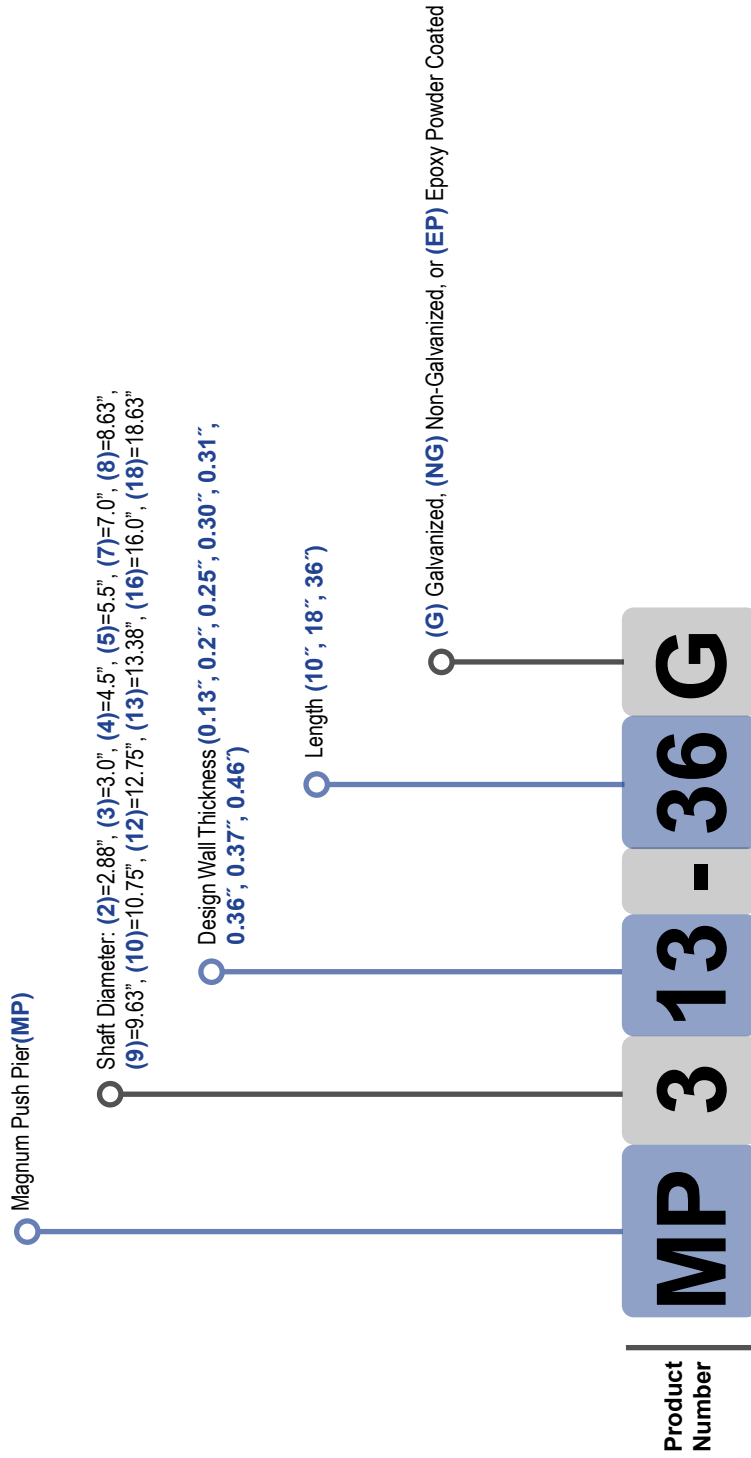 Magnum Push Pier(MP)
Shaft Diameter: (2)=2.88”, (3)=3.0”, (4)=4.5”, (5)=5.5”, (7)=7.0”, (8)=8.63”,
(9)=9.63”, (10)=10.75”, (12)=12.75”, (13)=13.38”, (16)=16.0”, (18)=18.63”
Design Wall Thickness (0.13˝, 0.2˝, 0.25˝, 0.30˝, 0.31˝,
0.36˝, 0.37˝, 0.46˝)
Length (10˝, 18˝, 36˝)
(G) Galvanized, (NG) Non-Galvanized, or (EP) Epoxy Powder Coated
Product
Number
MP 3 13 - 36 G